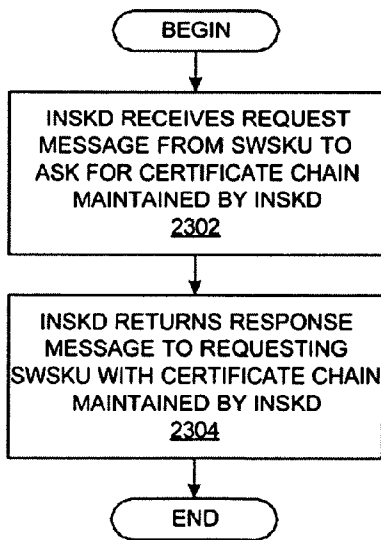 BEGIN
INSKD RECEIVES REQUEST
MESSAGE FROM SWSKU TO
ASK FOR CERTIFICATE CHAIN
MAINTAINED BY INSKD
2302
INSKD RETURNS RESPONSE
MESSAGE TO REQUESTING
SWSKU WITH CERTIFICATE CHAIN
MAINTAINED BY INSKD
2304
END